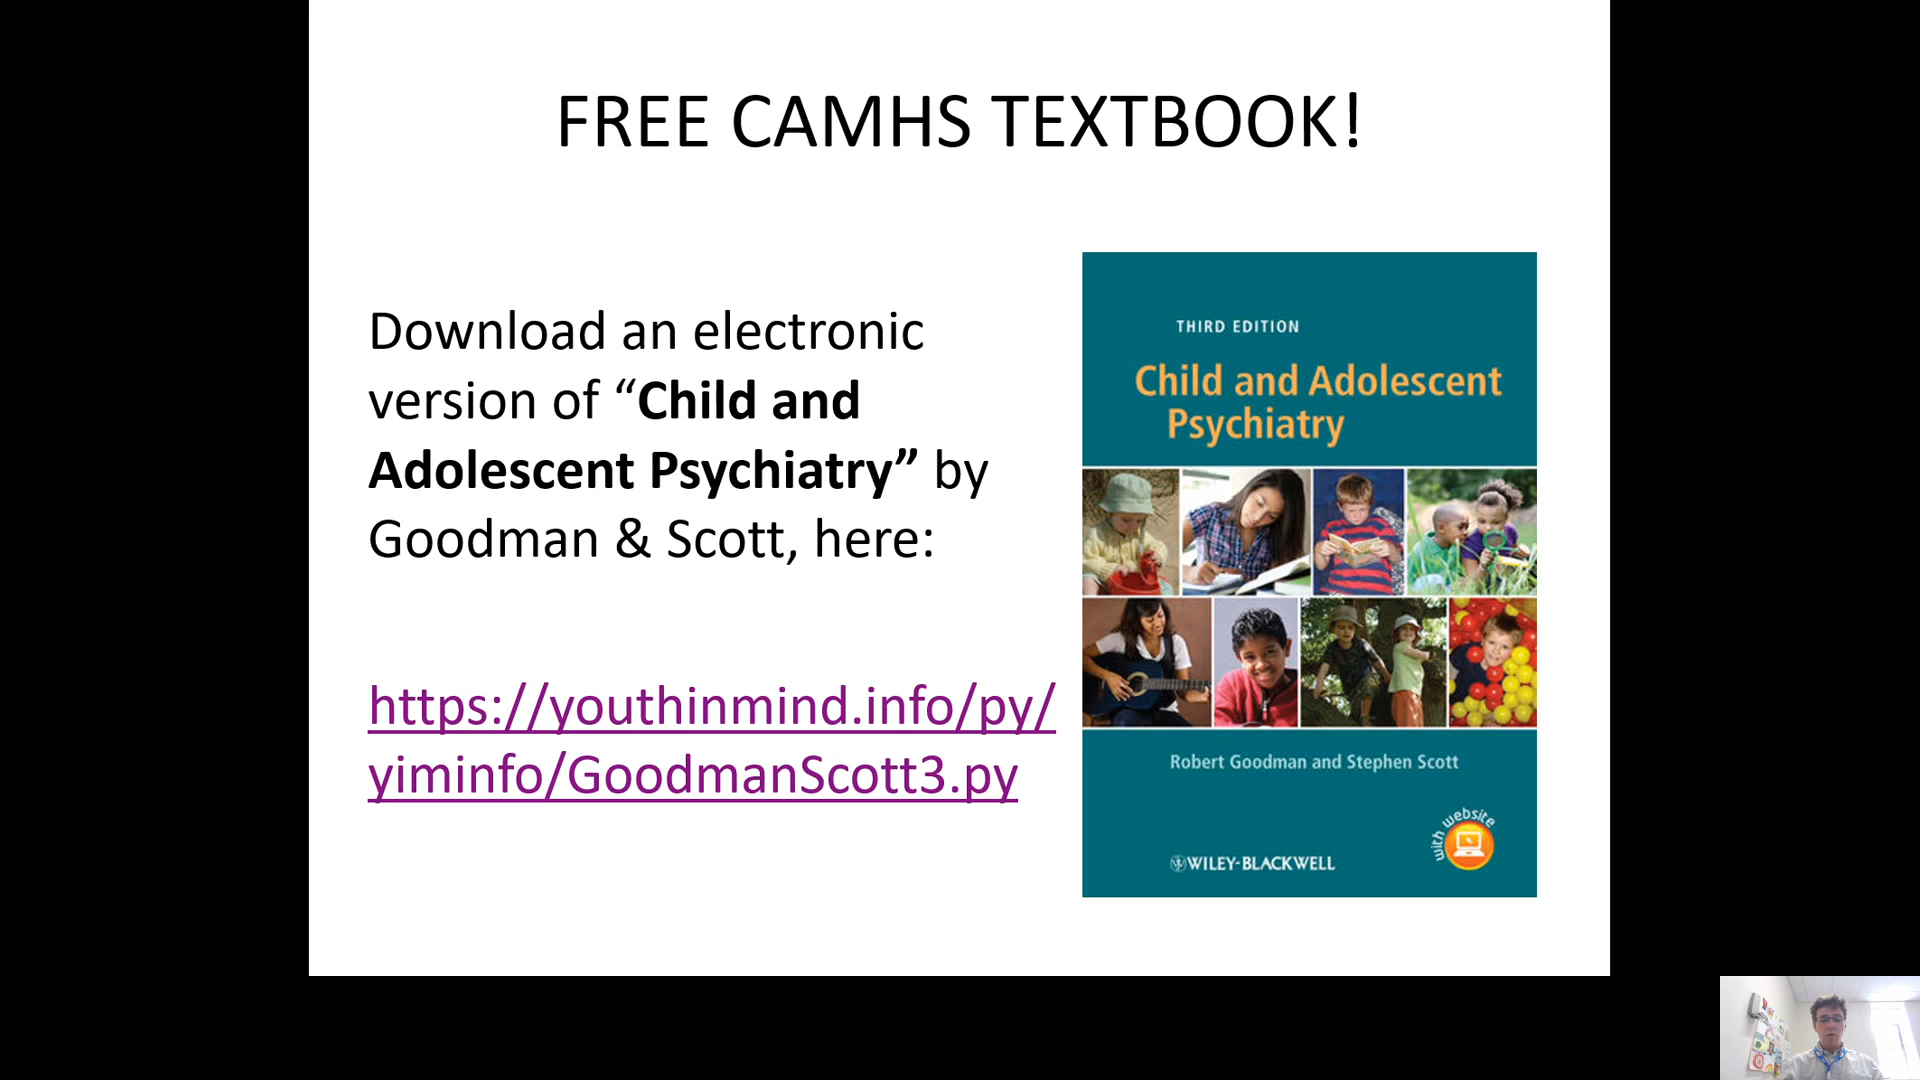 FREE CAMHS TEXTBOOK!
Download an electronic
version of “Child and
Adolescent Psychiatry” by
Goodman & Scott, here:
https://youthinmind.info/py/
yiminfo/GoodmanScott3.py
THIRD EDITION
Child and Adolescent
Psychiatry
Robert Goodman and Stephen Scott
with website
WILEY-BLACKWELL